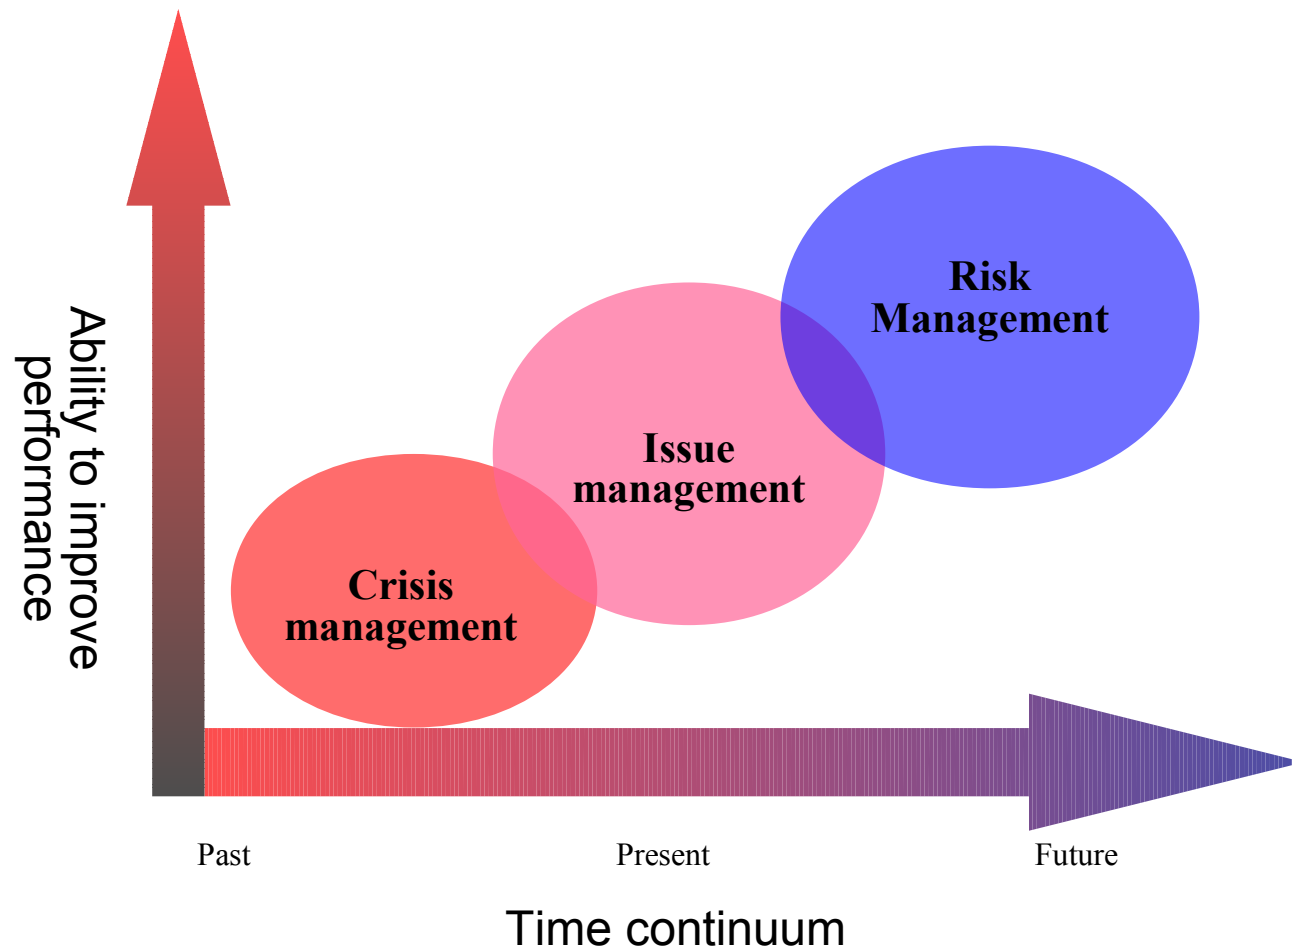 Ability to improve
performance
Risk
Management
Issue
management
Crisis
management
Past
Present
Future
Time continuum